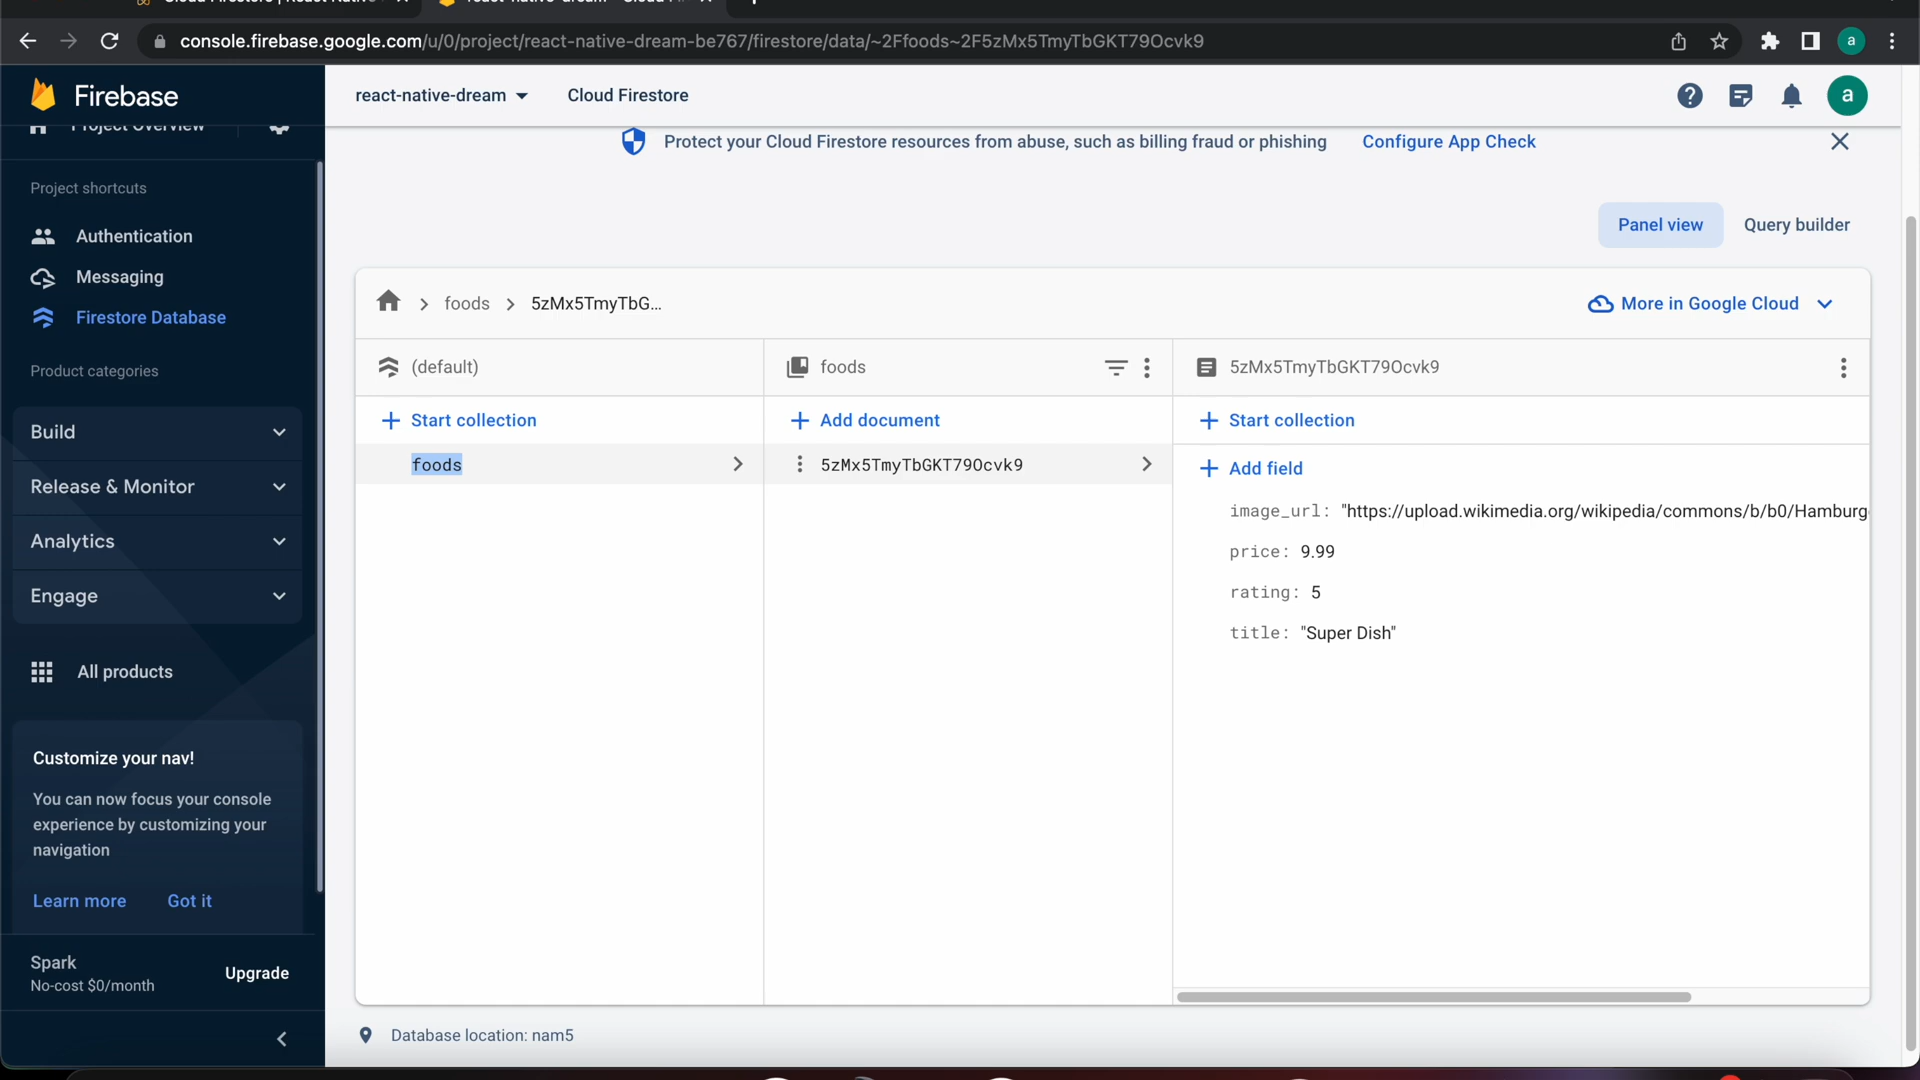 console.firebase.google.com/u/0/project/react-native-dream-be767/firestore/data/~2Ffoods~2F5zMx5TmyTbGKT79Ocvk9
a
Firebase
react-native-dream
Cloud Firestore
a
Project Overview
Protect your Cloud Firestore resources from abuse, such as billing fraud or phishing
Configure App Check
Project shortcuts
Authentication
Messaging
Firestore Database
Product categories
Build
Release & Monitor
Analytics
Engage
All products
Customize your nav!
You can now focus your console
experience by customizing your
navigation
Learn more
Got it
Spark
No-cost $0/month
Upgrade
Panel view
Query builder
foods
5zMx5TmyTbG...
More in Google Cloud
(default)
Start collection
foods
foods
Add document
5zMx5TmyTbGKT79Ocvk9
5zMx5TmyTbGKT79Ocvk9
Start collection
Add field
image_url: "https://upload.wikimedia.org/wikipedia/commons/b/b0/Hamburg
price: 9.99
rating: 5
title: "Super Dish"
Database location: nam5